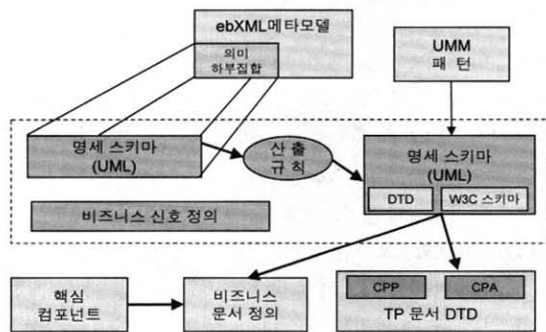 ebXML메타모델
의미
하부집합
UMM
패 턴
명세 스키마
(UML)
산 출
규 칙
명세 스키마
(UML)
DTD
W3C 스키마
비즈니스 신호 정의
핵심
컴포넌트
비즈니스
문서 정의
CPP
CPA
TP 문서 DTD